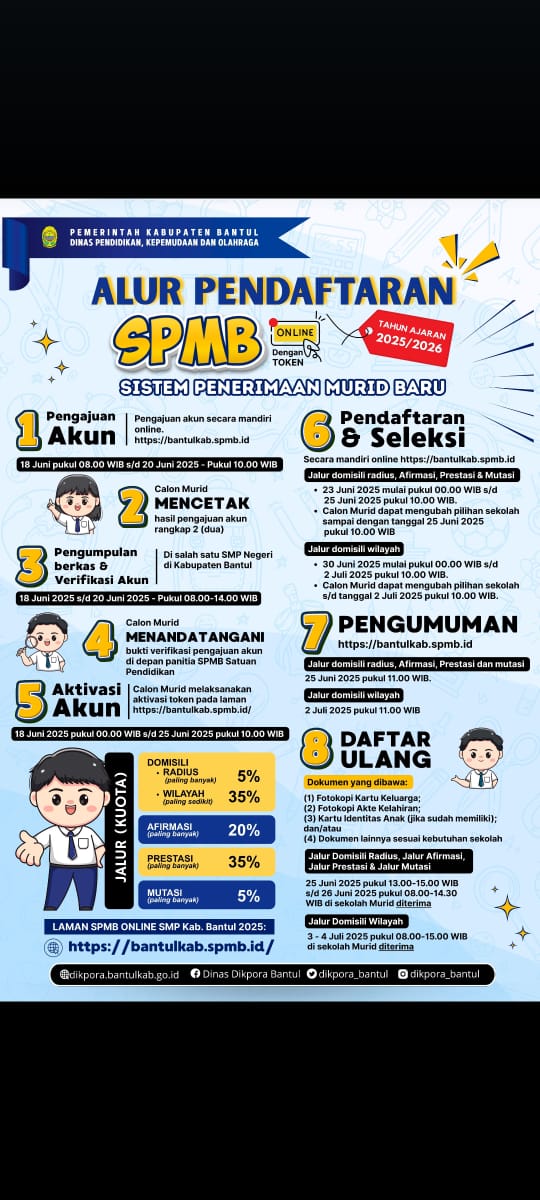 PEMERINTAH KABUPATEN BANTUL
DINAS PENDIDIKAN, KEPEMUDAAN DAN OLAHRAGA
ALUR PENDAFTARAN
SPMB
ONLINE
Dengan
TOKEN
TAHUN AJARAN
2025/2026
SISTEM PENERIMAAN MURID BARU
1 Pengajuan
Akun
Pengajuan akun secara mandiri
online.
https://bantulkab.spmb.id
18 Juni pukul 08.00 WIB s/d 20 Juni 2025 - Pukul 10.00 WIB
2 Calon Murid
MENCETAK
hasil pengajuan akun
rangkap 2 (dua)
3 Pengumpulan
berkas &
Verifikasi Akun
Di salah satu SMP Negeri
di Kabupaten Bantul
18 Juni 2025 s/d 20 Juni 2025 - Pukul 08.00-14.00 WIB
4 Calon Murid
MENANDATANGANI
bukti verifikasi pengajuan akun
di depan panitia SPMB Satuan
Pendidikan
5 Aktivasi
Akun
Calon Murid melaksanakan
aktivasi token pada laman
https://bantulkab.spmb.id/
18 Juni 2025 pukul 00.00 WIB s/d 25 Juni 2025 pukul 10.00 WIB
JALUR (KUOTA)
DOMISILI
• RADIUS
(paling banyak)
5%
• WILAYAH
(paling sedikit)
35%
AFIRMASI
(paling banyak)
20%
PRESTASI
(paling banyak)
35%
MUTASI
(paling banyak)
5%
LAMAN SPMB ONLINE SMP Kab. Bantul 2025:
https://bantulkab.spmb.id/
6 Pendaftaran
& Seleksi
Secara mandiri online https://bantulkab.spmb.id
Jalur domisili radius, Afirmasi, Prestasi & Mutasi
• 23 Juni 2025 mulai pukul 00.00 WIB s/d
25 Juni 2025 pukul 10.00 WIB.
• Calon Murid dapat mengubah pilihan sekolah
sampai dengan tanggal 25 Juni 2025
pukul 10.00 WIB
Jalur domisili wilayah
• 30 Juni 2025 mulai pukul 00.00 WIB s/d
2 Juli 2025 pukul 10.00 WIB.
• Calon Murid dapat mengubah pilihan sekolah
s/d tanggal 2 Juli 2025 pukul 10.00 WIB.
7 PENGUMUMAN
https://bantulkab.spmb.id
Jalur domisili radius, Afirmasi, Prestasi dan mutasi
25 Juni 2025 pukul 11.00 WIB.
Jalur domisili wilayah
2 Juli 2025 pukul 11.00 WIB
8 DAFTAR
ULANG
Dokumen yang dibawa:
(1) Fotokopi Kartu Keluarga;
(2) Fotokopi Akte Kelahiran;
(3) Kartu Identitas Anak (jika sudah memiliki);
dan/atau
(4) Dokumen lainnya sesuai kebutuhan sekolah
Jalur Domisili Radius, Jalur Afirmasi,
Jalur Prestasi & Jalur Mutasi
25 Juni 2025 pukul 13.00-15.00 WIB
s/d 26 Juni 2025 pukul 08.00-14.30
WIB di sekolah Murid diterima
Jalur Domisili Wilayah
3 - 4 Juli 2025 pukul 08.00-15.00 WIB
di sekolah Murid diterima
dikpora.bantulkab.go.id Dinas Dikpora Bantul dikpora_bantul dikpora_bantul